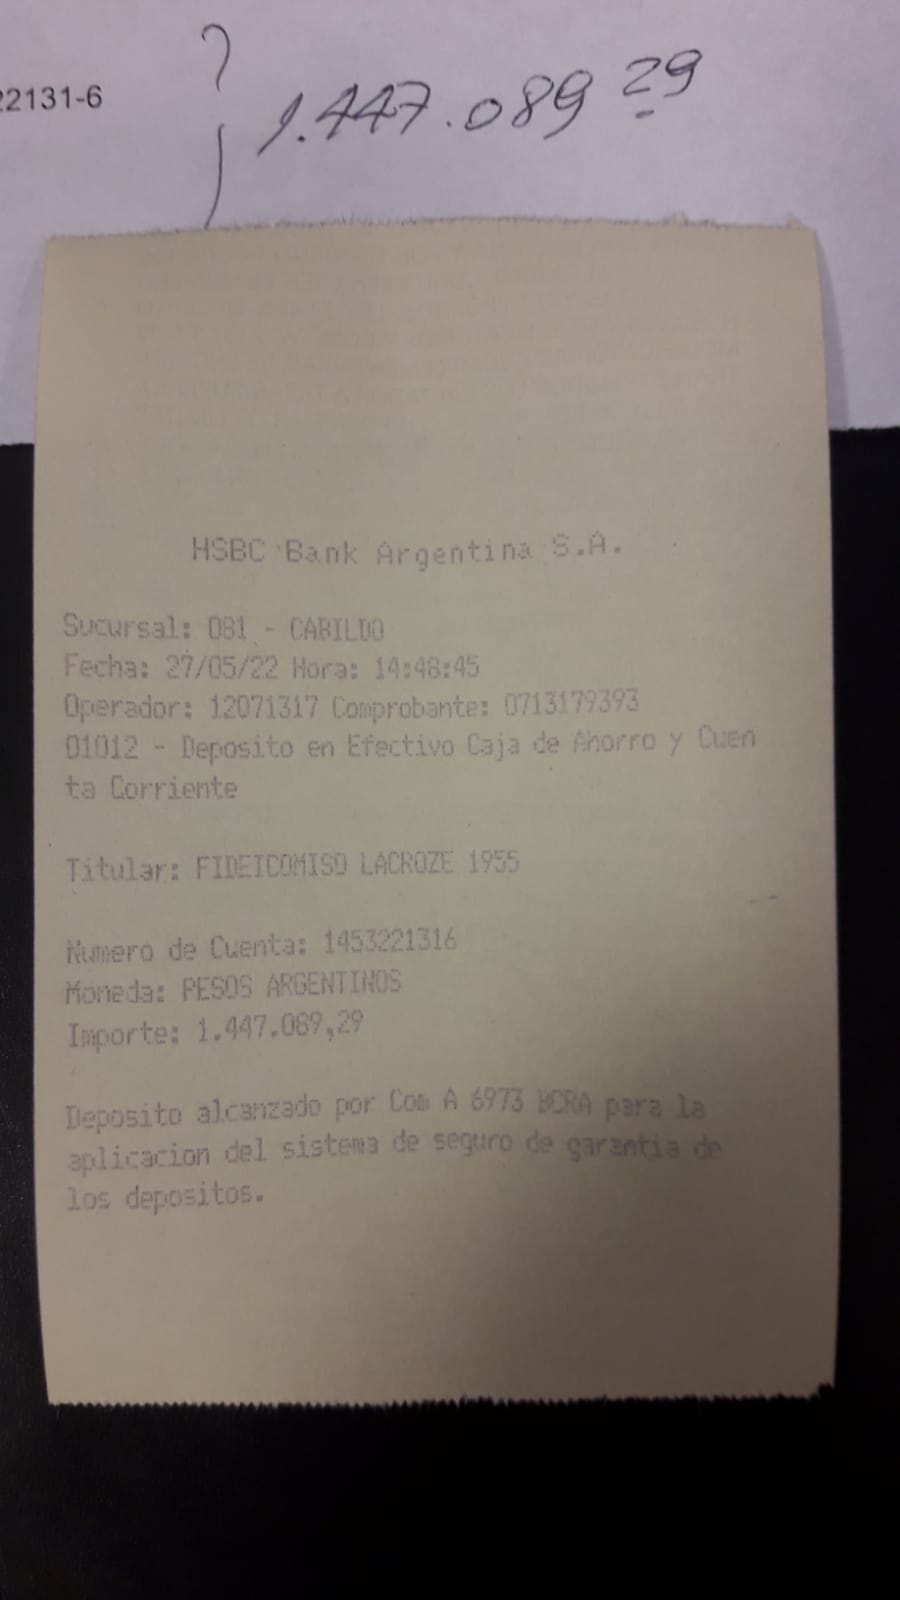 22131-6
1.447.089 29
HSBC Bank Argentina S.A.
Sucursal: 081 - CABILDO
Fecha: 27/05/22 Hora: 14:48:45
Operador: 12071317 Comprobante: 0713179393
01012 - Deposito en Efectivo Caja de Ahorro y Cuen
ta Corriente
Titular: FIDEICOMISO LACROZE 1955
Numero de Cuenta: 1453221316
Moneda: PESOS ARGENTINOS
Importe: 1.447.089,29
Deposito alcanzado por Com A 6973 BCRA para la
aplicacion del sistema de seguro de garantia de
los depositos.